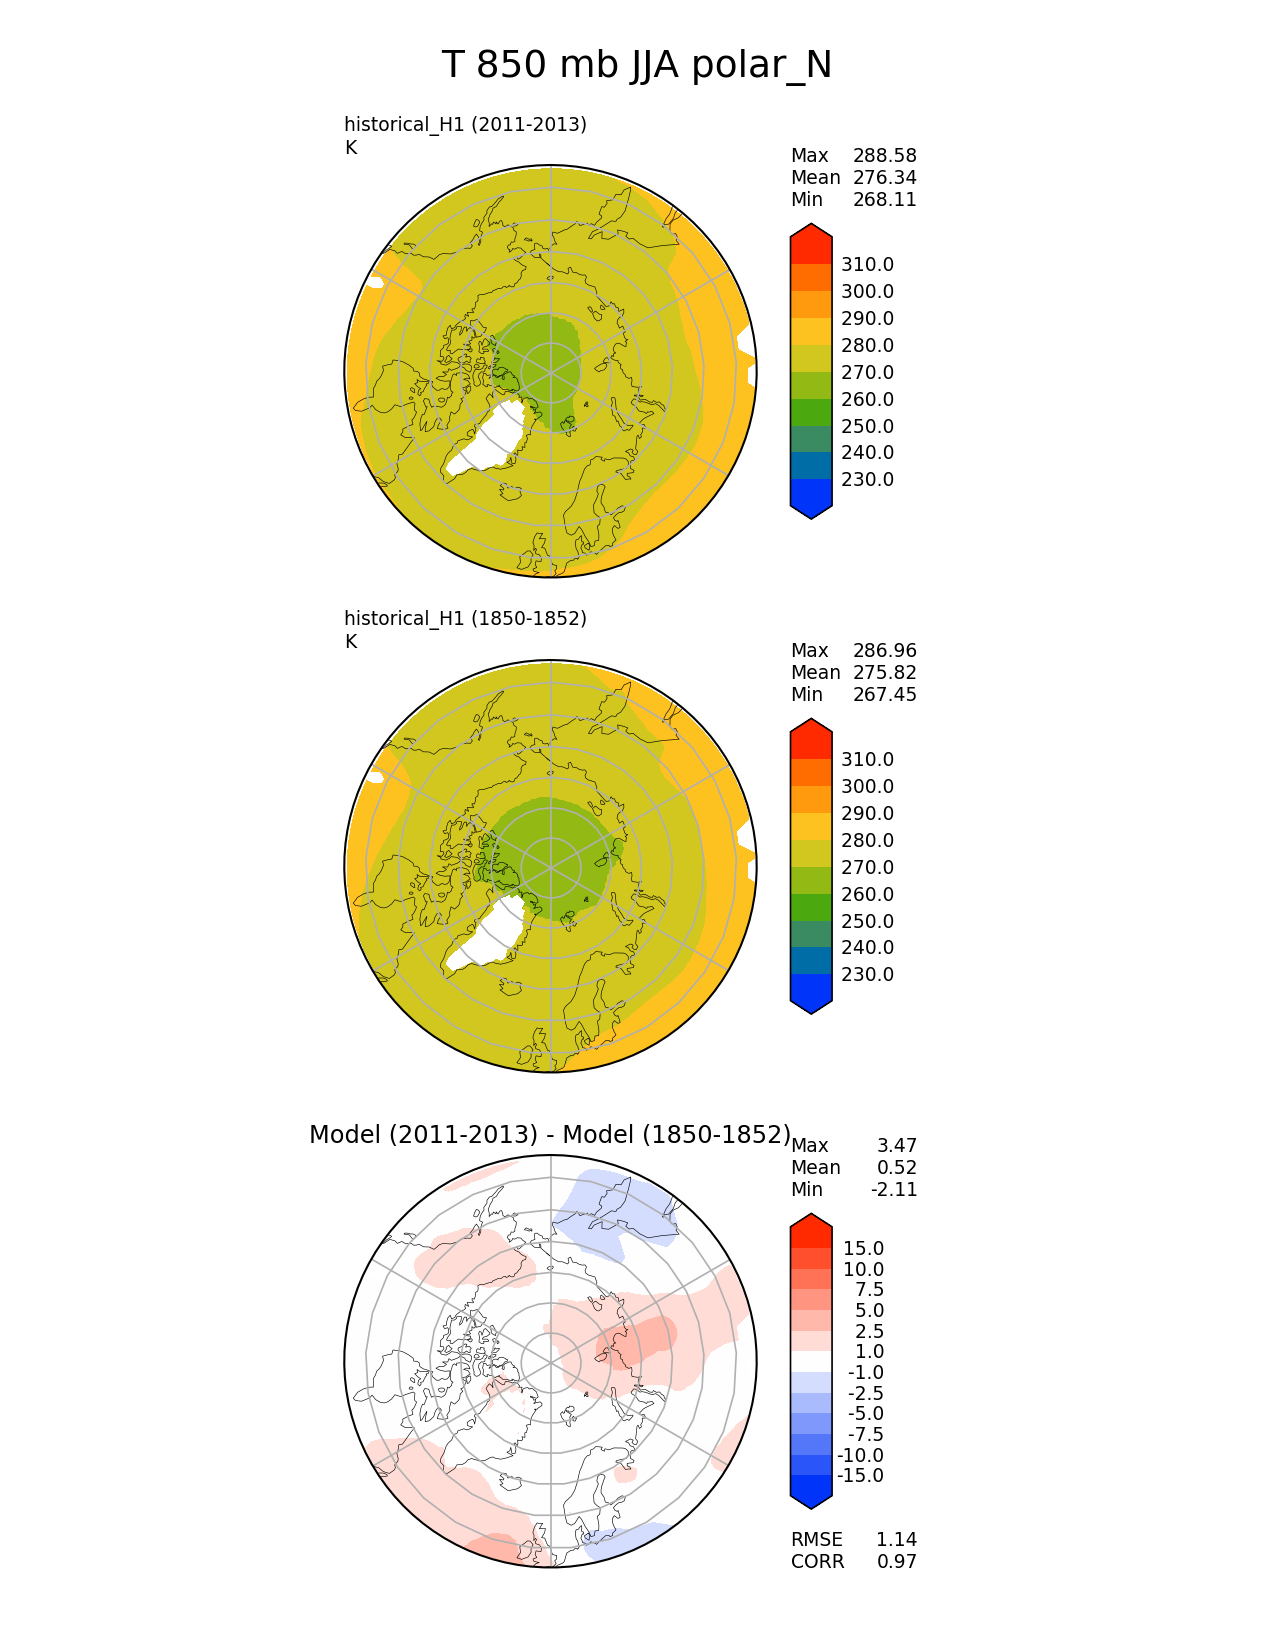 T 850 mb JJA polar_N
historical_H1 (2011-2013)
K
Max 288.58
Mean 276.34
Min 268.11
310.0
300.0
290.0
280.0
270.0
260.0
250.0
240.0
230.0
historical_H1 (1850-1852)
K
Max 286.96
Mean 275.82
Min 267.45
310.0
300.0
290.0
280.0
270.0
260.0
250.0
240.0
230.0
Model (2011-2013) - Model (1850-1852)
Max 3.47
Mean 0.52
Min -2.11
15.0
10.0
7.5
5.0
2.5
1.0
-1.0
-2.5
-5.0
-7.5
-10.0
-15.0
RMSE 1.14
CORR 0.97